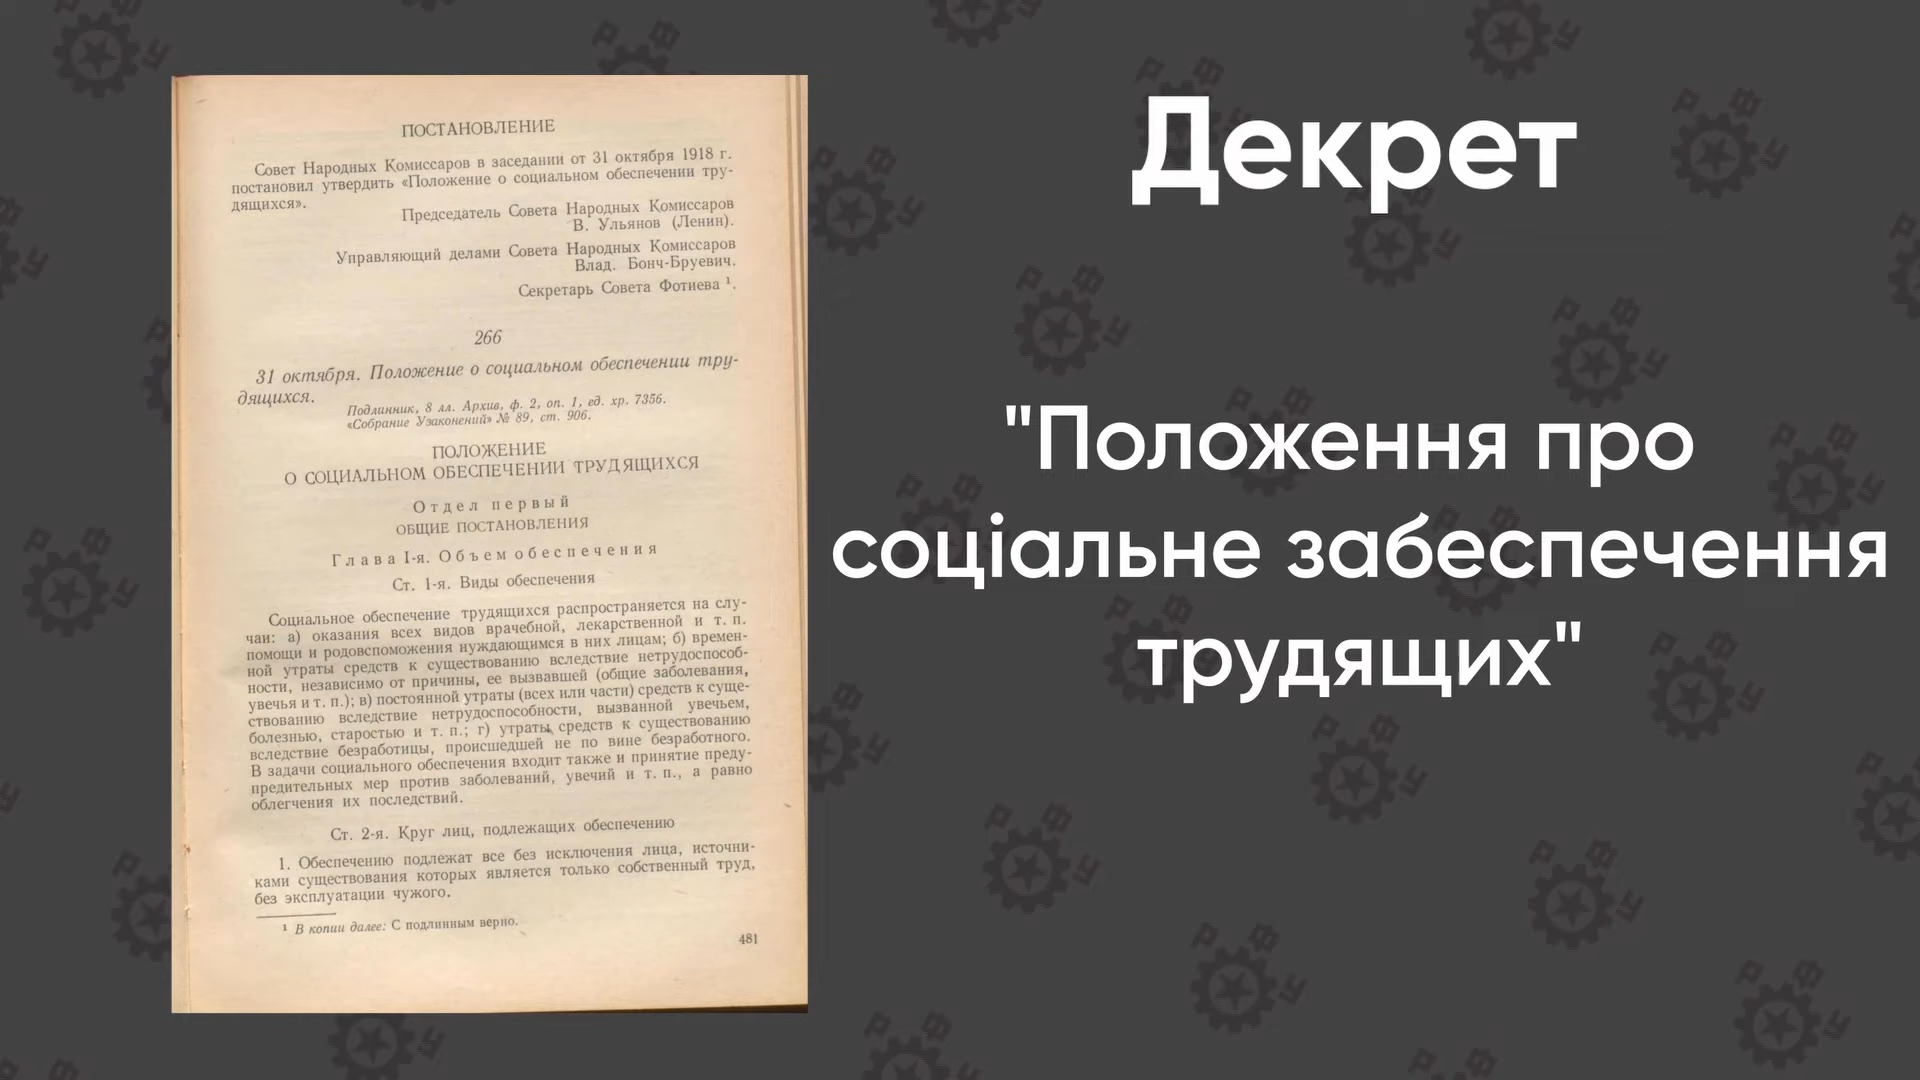 ПОСТАНОВЛЕНИЕ
Совет Народных Комиссаров в заседании от 31 октября 1918 г.
постановил утвердить «Положение о социальном обеспечении тру-
дящихся».
Председатель Совета Народных Комиссаров
В. Ульянов (Ленин).
Управляющий делами Совета Народных Комиссаров
Влад. Бонч-Бруевич.
Секретарь Совета Фотиева ¹.
266
31 октября. Положение о социальном обеспечении тру-
дящихся.
Подлинник, 8 лл. Архив, ф. 2, оп. 1, ед. хр. 7356.
«Собрание Узаконений» № 89, ст. 906.
ПОЛОЖЕНИЕ
О СОЦИАЛЬНОМ ОБЕСПЕЧЕНИИ ТРУДЯЩИХСЯ
Отдел первый
ОБЩИЕ ПОСТАНОВЛЕНИЯ
Глава I-я. Объем обеспечения
Ст. 1-я. Виды обеспечения
Социальное обеспечение трудящихся распространяется на слу-
чаи: а) оказания всех видов врачебной, лекарственной и т. п.
помощи и родовспоможения нуждающимся в них лицам; б) времен-
ной утраты средств к существованию вследствие нетрудоспособ-
ности, независимо от причины, ее вызвавшей (общие заболевания,
увечья и т. п.); в) постоянной утраты (всех или части) средств к суще-
ствованию вследствие нетрудоспособности, вызванной увечьем,
болезнью, старостью и т. п.; г) утраты средств к существованию
вследствие безработицы, происшедшей не по вине безработного.
В задачи социального обеспечения входит также и принятие преду-
предительных мер против заболеваний, увечий и т. п., а равно
облегчения их последствий.
Ст. 2-я. Круг лиц, подлежащих обеспечению
1. Обеспечению подлежат все без исключения лица, источни-
ками существования которых является только собственный труд,
без эксплуатации чужого.
¹ В копии далее: С подлинным верно.
481
Декрет
"Положення про
соціальне забеспечення
трудящих"